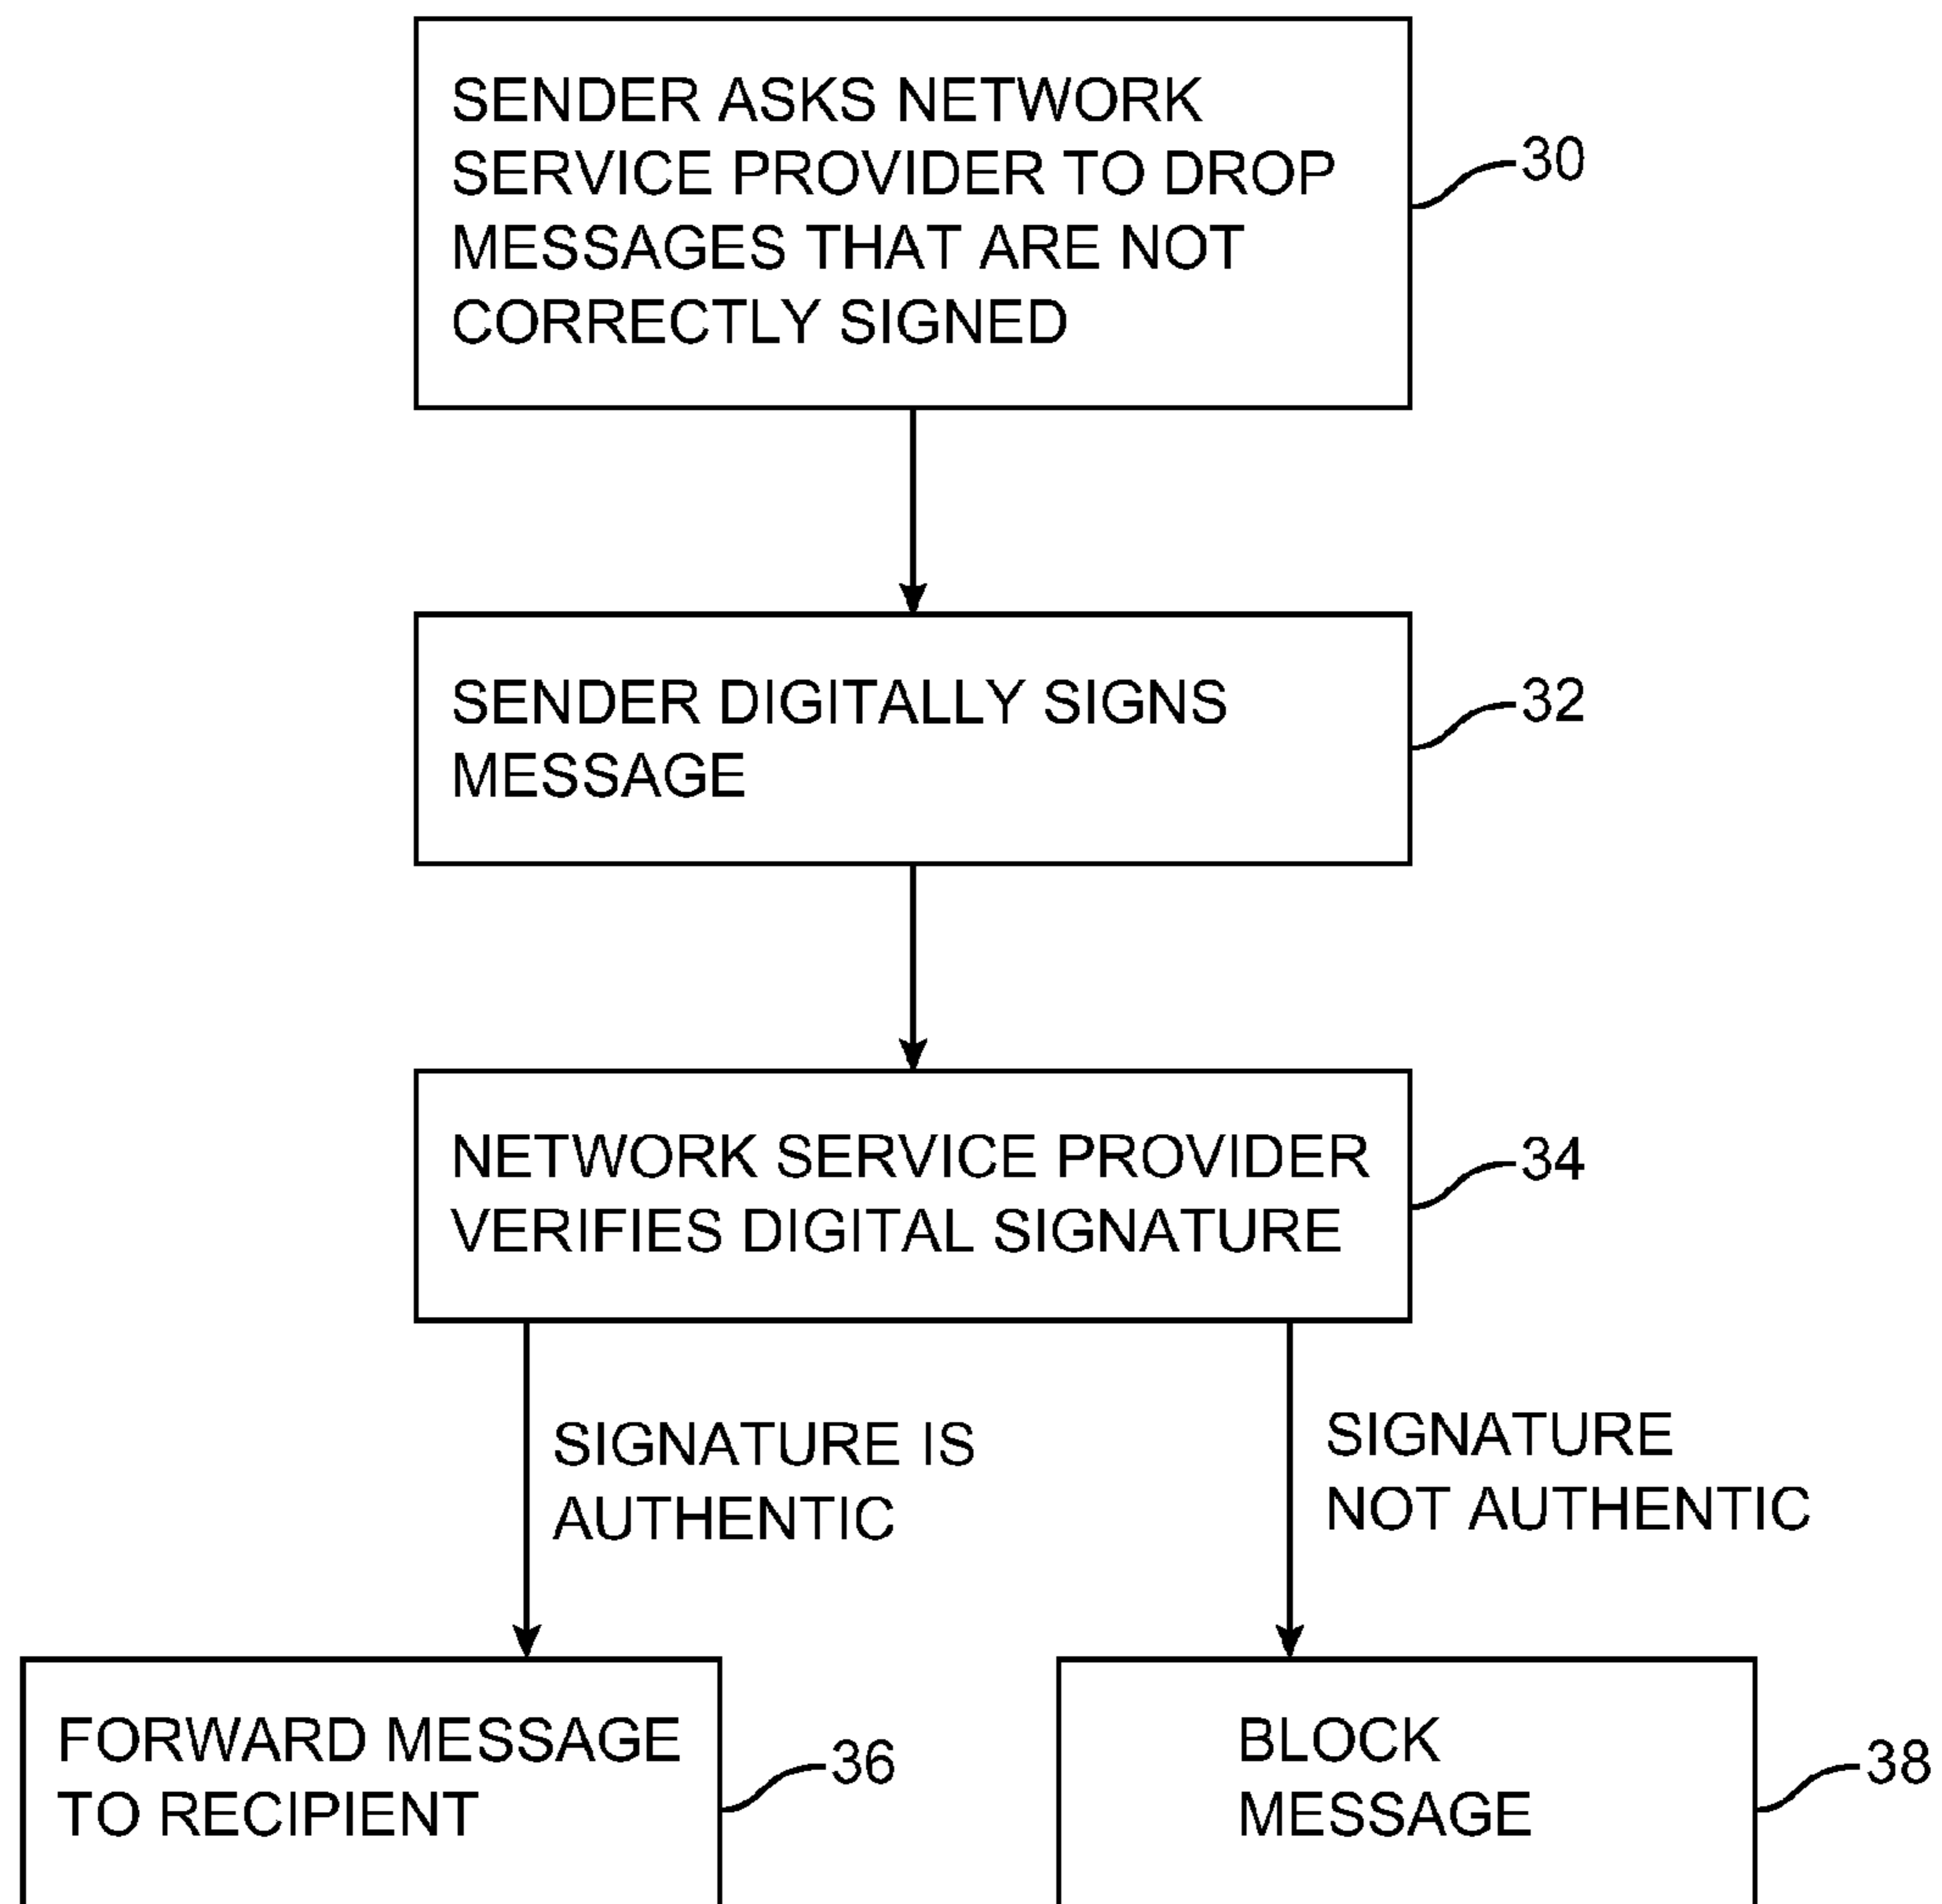 SENDER ASKS NETWORK
SERVICE PROVIDER TO DROP
MESSAGES THAT ARE NOT
CORRECTLY SIGNED
30
SENDER DIGITALLY SIGNS
MESSAGE
32
NETWORK SERVICE PROVIDER
VERIFIES DIGITAL SIGNATURE
34
SIGNATURE IS
AUTHENTIC
SIGNATURE
NOT AUTHENTIC
FORWARD MESSAGE
TO RECIPIENT
36
BLOCK
MESSAGE
38